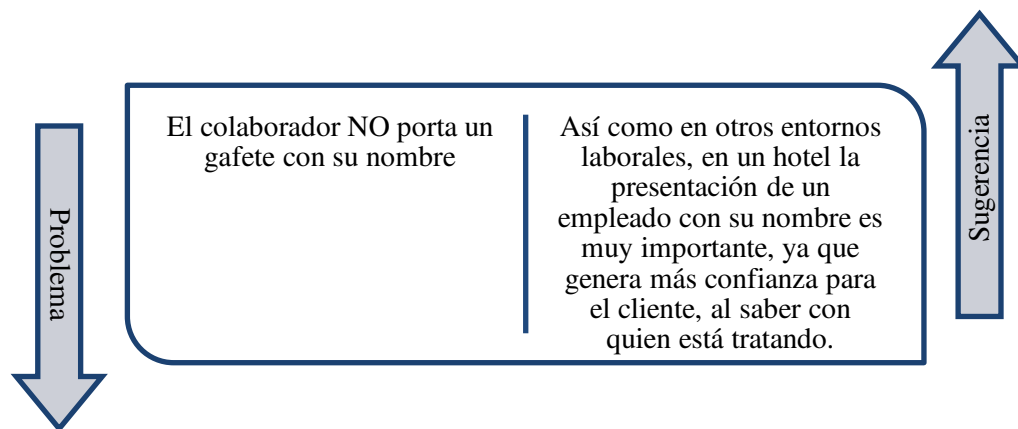 Problema
El colaborador NO porta un
gafete con su nombre
Así como en otros entornos
laborales, en un hotel la
presentación de un
empleado con su nombre es
muy importante, ya que
genera más confianza para
el cliente, al saber con
quien está tratando.
Sugerencia